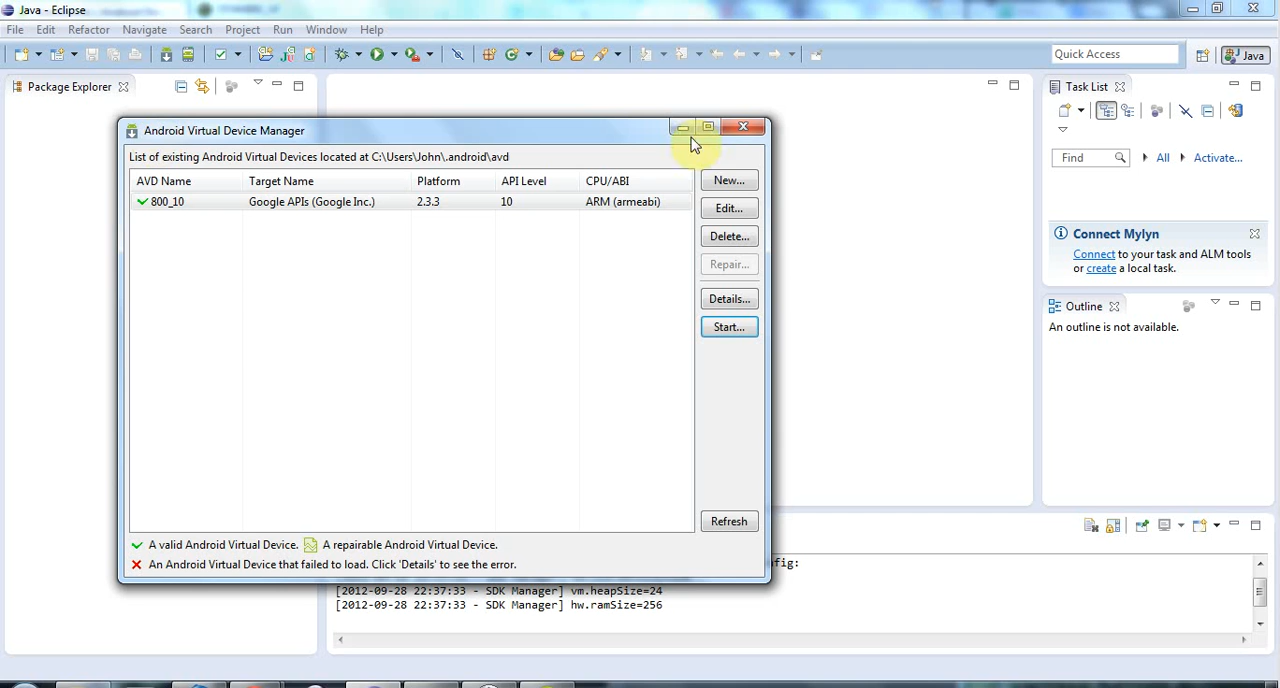 Java - Eclipse
File Edit Refactor Navigate Search Project Run Window Help
Quick Access
Java
Package Explorer
Task List
Android Virtual Device Manager
List of existing Android Virtual Devices located at C:\Users\John\.android\avd
AVD Name Target Name Platform API Level CPU/ABI
800_10 Google APIs (Google Inc.) 2.3.3 10 ARM (armeabi)
New...
Edit...
Delete...
Repair...
Details...
Start...
Refresh
A valid Android Virtual Device. A repairable Android Virtual Device.
An Android Virtual Device that failed to load. Click 'Details' to see the error.
Find All Activate...
Connect Mylyn
Connect to your task and ALM tools
or create a local task.
Outline
An outline is not available.
[2012-09-28 22:37:33 - SDK Manager] vm.heapSize=24
[2012-09-28 22:37:33 - SDK Manager] hw.ramSize=256